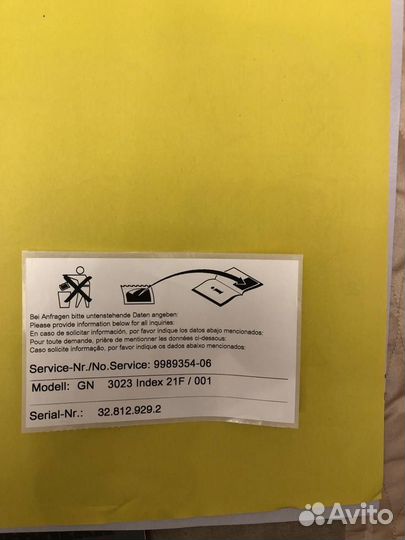 Bei Anfragen bitte untenstehende Daten angeben:
Please provide information below for all inquires:
En caso de solicitar información, por favor indique los datos abajo mencionados:
Pour toute demande, prière de mentionner les données ci-dessous:
Caso solicite informação, por favor indique os dados abaixo mencionados:
Service-Nr./No.Service: 9989354-06
Modell: GN 3023 Index 21F / 001
Serial-Nr.: 32.812.929.2
Avito